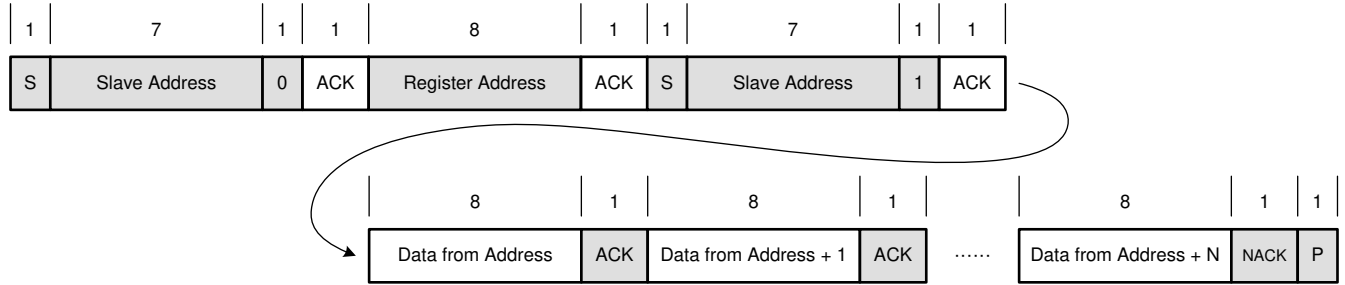 1 7 1 1 8 1 1 7 1 1
S Slave Address 0 ACK Register Address ACK S Slave Address 1 ACK
8 1 8 1 8 1 1
Data from Address ACK Data from Address + 1 ACK ...... Data from Address + N NACK P